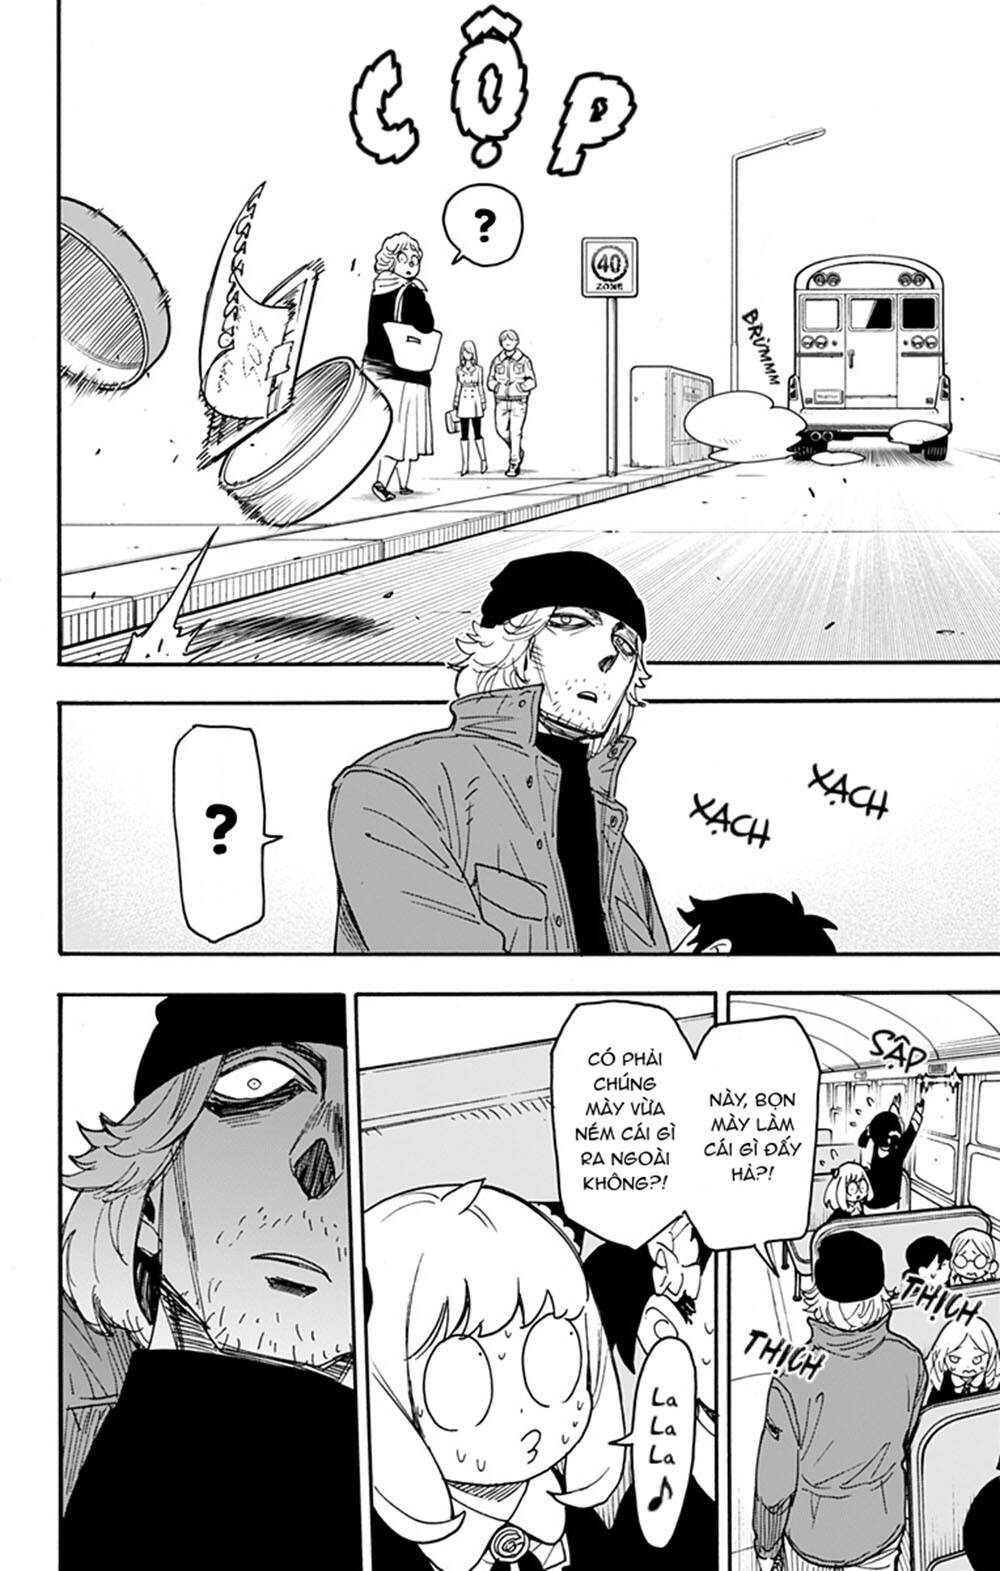 CỘP
?
40
ZONE
BRÙMMM
?
XẠCH
XẠCH
SẬP
NÀY, BỌN
MÀY LÀM
CÁI GÌ ĐẤY
HẢ?!
CÓ PHẢI
CHÚNG
MÀY VỪA
NÉM CÁI GÌ
RA NGOÀI
KHÔNG?!
THỊCH
THỊCH
La
La
La